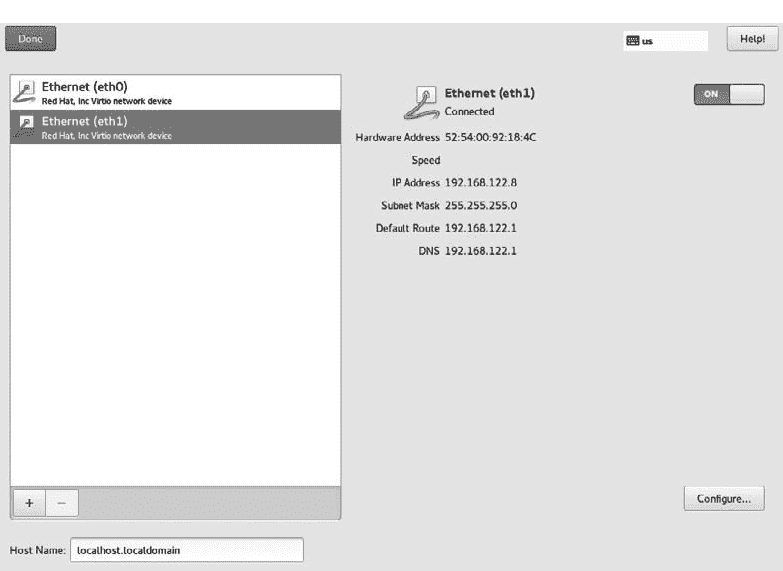 Done
us
Help!
Ethernet (eth0)
Red Hat, Inc Virtio network device
Ethernet (eth1)
Red Hat, Inc Virtio network device
Ethernet (eth1)
Connected
ON
Hardware Address 52:54:00:92:18:4C
Speed
IP Address 192.168.122.8
Subnet Mask 255.255.255.0
Default Route 192.168.122.1
DNS 192.168.122.1
+ −
Configure...
Host Name: localhost.localdomain